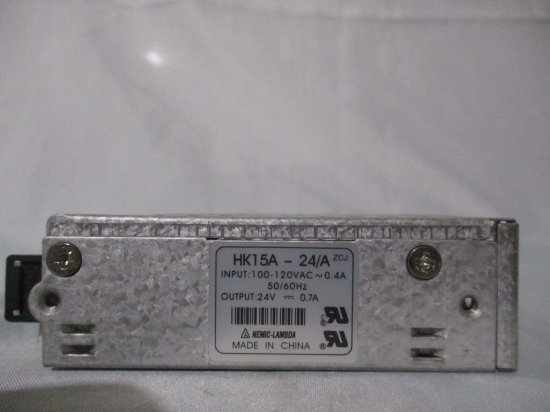 HK15A - 24/A ZCJ
INPUT:100-120VAC ~ 0.4A
50/60Hz
OUTPUT:24V ⎓ 0.7A
NEMIC-LAMBDA
MADE IN CHINA